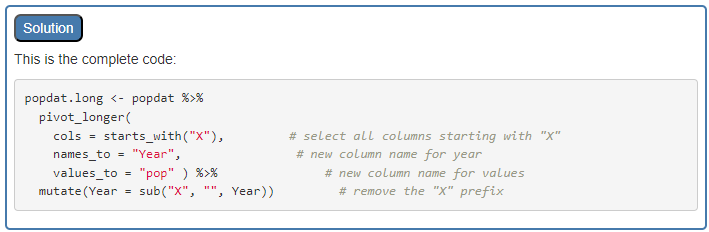 Solution
This is the complete code:
popdat.long <- popdat %>%
  pivot_longer(
    cols = starts_with("X"),         # select all columns starting with "X"
    names_to = "Year",                # new column name for year
    values_to = "pop" ) %>%               # new column name for values
  mutate(Year = sub("X", "", Year))         # remove the "X" prefix